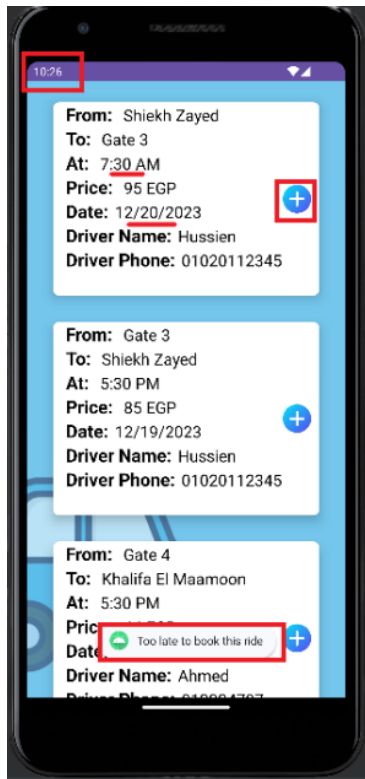 10:26
From: Shiekh Zayed
To: Gate 3
At: 7:30 AM
Price: 95 EGP
Date: 12/20/2023
Driver Name: Hussien
Driver Phone: 01020112345
From: Gate 3
To: Shiekh Zayed
At: 5:30 PM
Price: 85 EGP
Date: 12/19/2023
Driver Name: Hussien
Driver Phone: 01020112345
From: Gate 4
To: Khalifa El Maamoon
At: 5:30 PM
Too late to book this ride
Driver Name: Ahmed